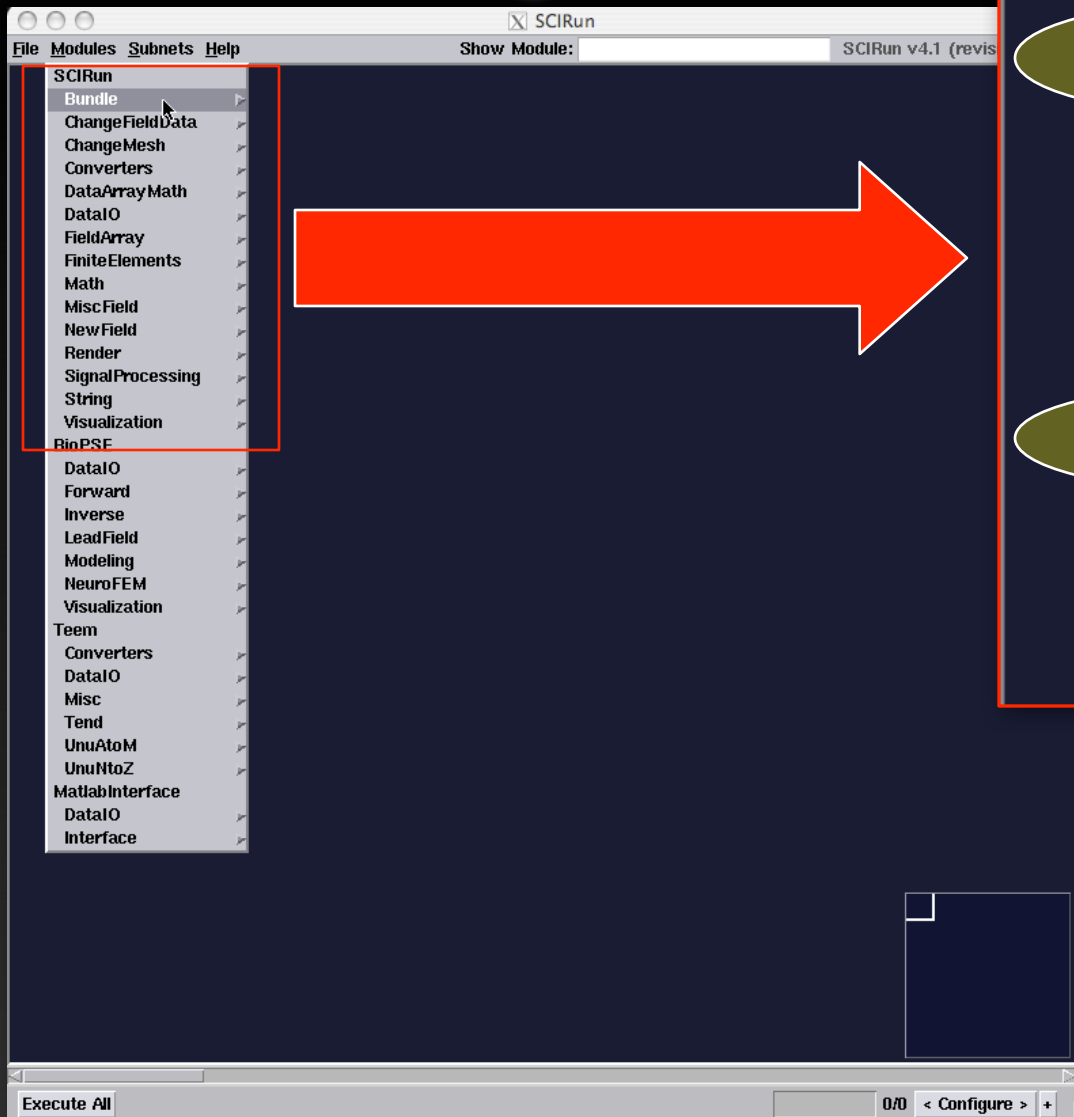 SCIRun
File Modules Subnets Help Show Module: SCIRun v4.1 (revis
SCIRun
Bundle
ChangeFieldData
ChangeMesh
Converters
DataArrayMath
DataIO
FieldArray
FiniteElements
Math
MiscField
NewField
Render
SignalProcessing
String
Visualization
BioPSE
DataIO
Forward
Inverse
LeadField
Modeling
NeuroFEM
Visualization
Teem
Converters
DataIO
Misc
Tend
UnuAtoM
UnuNtoZ
MatlabInterface
DataIO
Interface
Execute All 0/0 < Configure > +